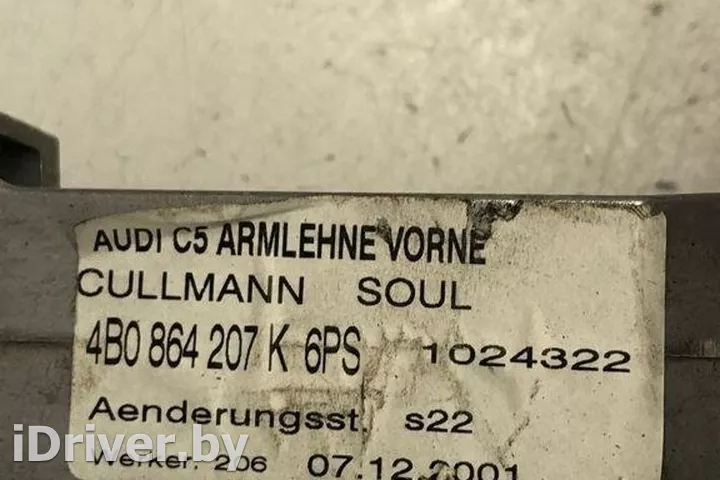 AUDI C5 ARMLEHNE VORNE
CULLMANN SOUL
4B0 864 207 K 6PS 1024322
Aenderungsst. s22
Werker: 206 07.12.2001
iDriver.by